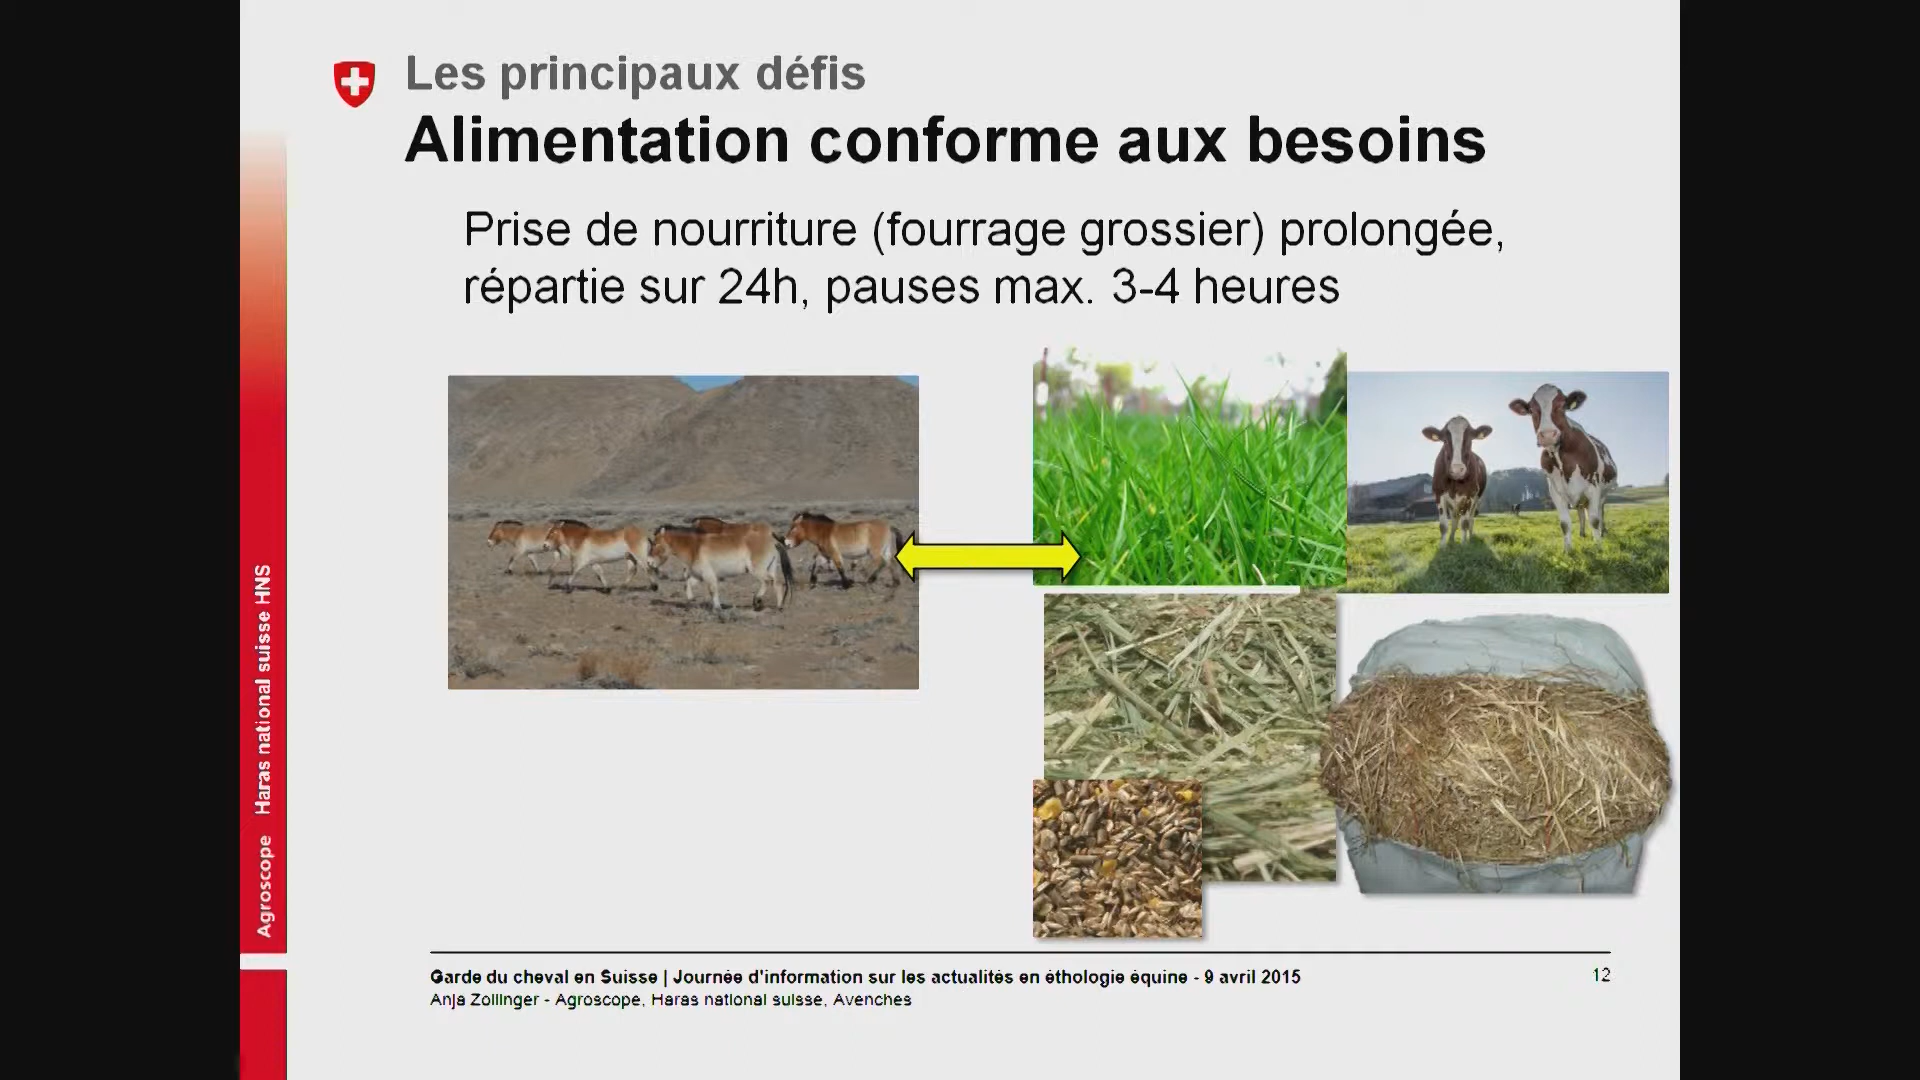 Les principaux défis
Alimentation conforme aux besoins
Prise de nourriture (fourrage grossier) prolongée,
répartie sur 24h, pauses max. 3-4 heures
Agroscope Haras national suisse HNS
Garde du cheval en Suisse | Journée d'information sur les actualités en éthologie équine - 9 avril 2015
12
Anja Zollinger - Agroscope, Haras national suisse, Avenches